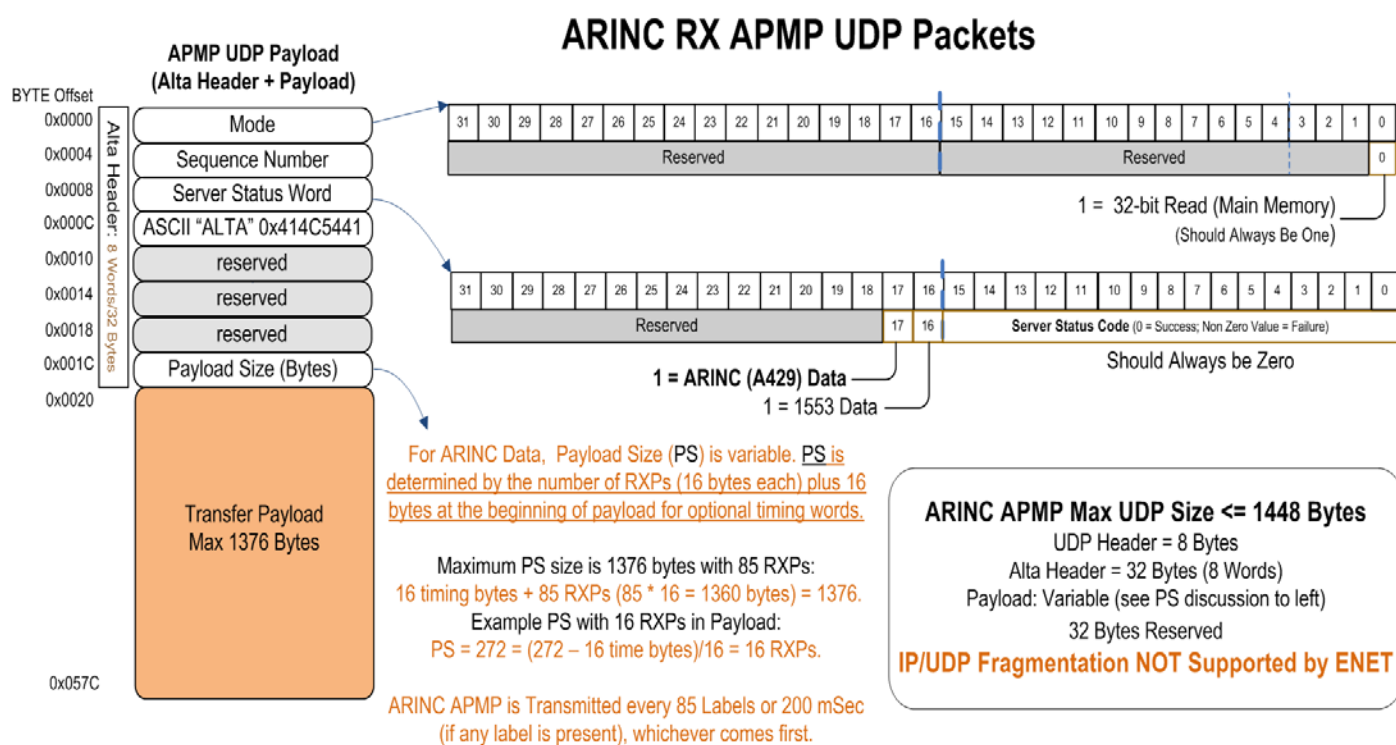 ARINC RX APMP UDP Packets
APMP UDP Payload
(Alta Header + Payload)
BYTE Offset
0x0000
0x0004
0x0008
0x000C
0x0010
0x0014
0x0018
0x001C
0x0020
0x057C
Alta Header: 8 Words/32 Bytes
Mode
Sequence Number
Server Status Word
ASCII “ALTA” 0x414C5441
reserved
reserved
reserved
Payload Size (Bytes)
Transfer Payload
Max 1376 Bytes
31 30 29 28 27 26 25 24 23 22 21 20 19 18 17 16 15 14 13 12 11 10 9 8 7 6 5 4 3 2 1 0
Reserved Reserved 0
1 = 32-bit Read (Main Memory)
(Should Always Be One)
31 30 29 28 27 26 25 24 23 22 21 20 19 18 17 16 15 14 13 12 11 10 9 8 7 6 5 4 3 2 1 0
Reserved 17 16 Server Status Code (0 = Success; Non Zero Value = Failure)
Should Always be Zero
1 = ARINC (A429) Data
1 = 1553 Data
For ARINC Data, Payload Size (PS) is variable. PS is
determined by the number of RXPs (16 bytes each) plus 16
bytes at the beginning of payload for optional timing words.
Maximum PS size is 1376 bytes with 85 RXPs:
16 timing bytes + 85 RXPs (85 * 16 = 1360 bytes) = 1376.
Example PS with 16 RXPs in Payload:
PS = 272 = (272 – 16 time bytes)/16 = 16 RXPs.
ARINC APMP is Transmitted every 85 Labels or 200 mSec
(if any label is present), whichever comes first.
ARINC APMP Max UDP Size <= 1448 Bytes
UDP Header = 8 Bytes
Alta Header = 32 Bytes (8 Words)
Payload: Variable (see PS discussion to left)
32 Bytes Reserved
IP/UDP Fragmentation NOT Supported by ENET